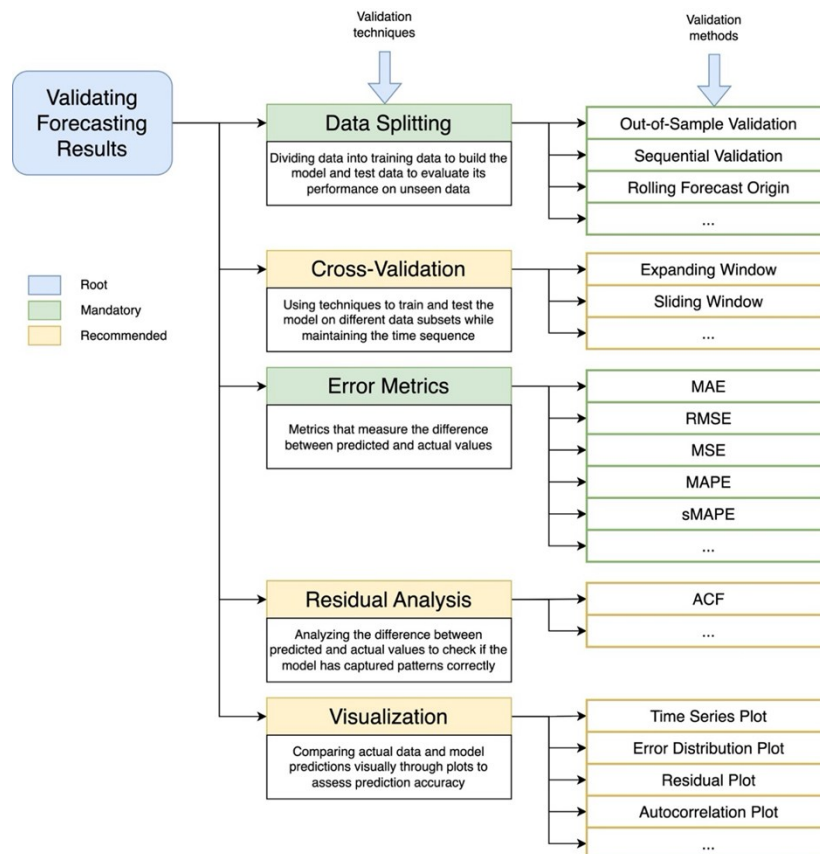 Validation
techniques
Validation
methods
Validating
Forecasting
Results
Data Splitting
Dividing data into training data to build the
model and test data to evaluate its
performance on unseen data
Out-of-Sample Validation
Sequential Validation
Rolling Forecast Origin
...
Root
Mandatory
Recommended
Cross-Validation
Using techniques to train and test the
model on different data subsets while
maintaining the time sequence
Expanding Window
Sliding Window
...
Error Metrics
Metrics that measure the difference
between predicted and actual values
MAE
RMSE
MSE
MAPE
sMAPE
...
Residual Analysis
Analyzing the difference between
predicted and actual values to check if the
model has captured patterns correctly
ACF
...
Visualization
Comparing actual data and model
predictions visually through plots to
assess prediction accuracy
Time Series Plot
Error Distribution Plot
Residual Plot
Autocorrelation Plot
...